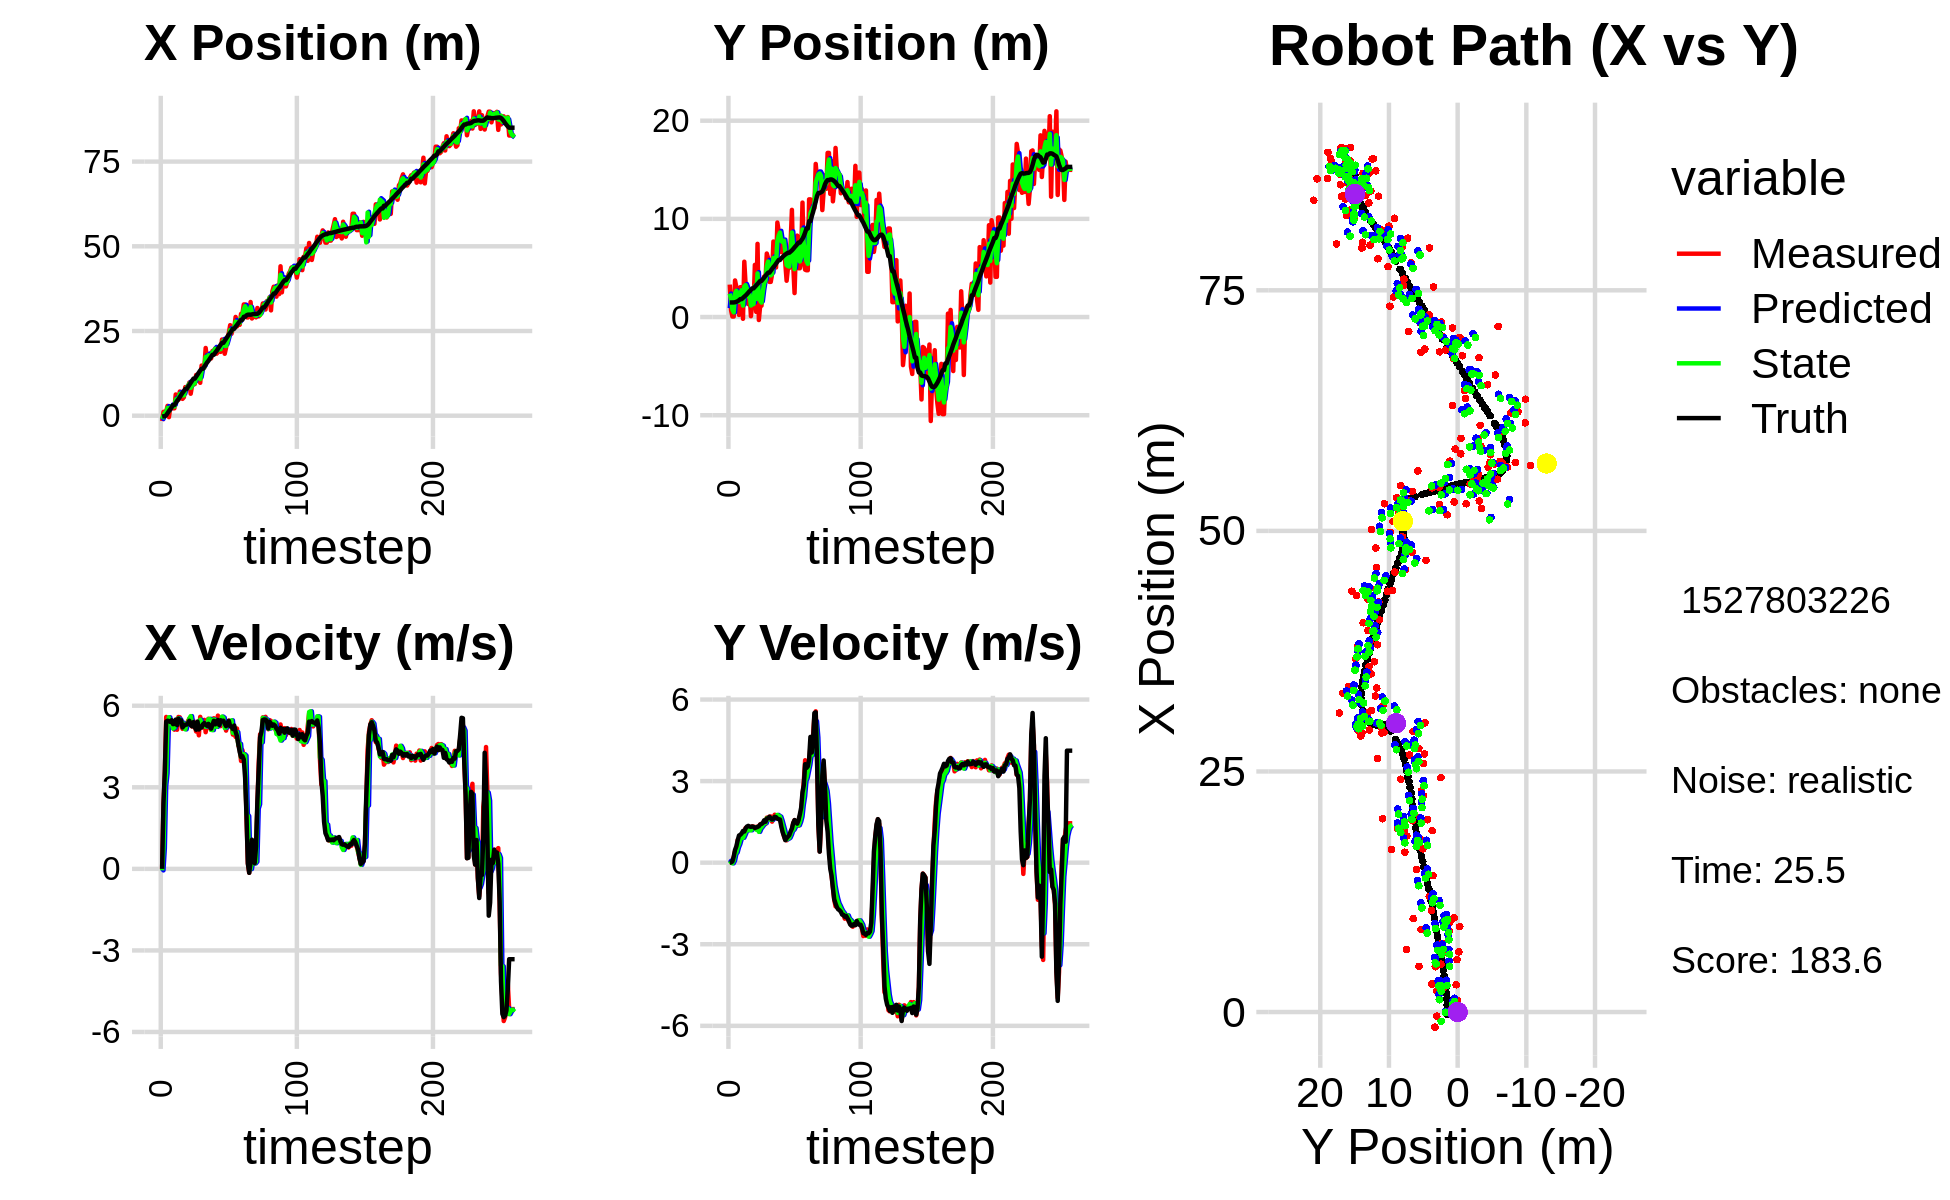 X Position (m)
75
50
25
0
0
100
200
timestep
Y Position (m)
20
10
0
-10
0
100
200
timestep
X Velocity (m/s)
6
3
0
-3
-6
0
100
200
timestep
Y Velocity (m/s)
6
3
0
-3
-6
0
100
200
timestep
Robot Path (X vs Y)
X Position (m)
75
50
25
0
20 10 0 -10 -20
Y Position (m)
variable
Measured
Predicted
State
Truth
1527803226
Obstacles: none
Noise: realistic
Time: 25.5
Score: 183.6